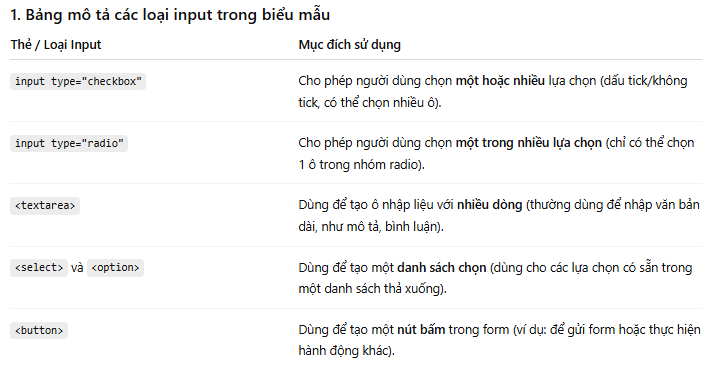 1. Bảng mô tả các loại input trong biểu mẫu
Thẻ / Loại Input Mục đích sử dụng
input type="checkbox" Cho phép người dùng chọn một hoặc nhiều lựa chọn (dấu tick/không
tick, có thể chọn nhiều ô).
input type="radio" Cho phép người dùng chọn một trong nhiều lựa chọn (chỉ có thể chọn
1 ô trong nhóm radio).
<textarea> Dùng để tạo ô nhập liệu với nhiều dòng (thường dùng để nhập văn bản
dài, như mô tả, bình luận).
<select> và <option> Dùng để tạo một danh sách chọn (dùng cho các lựa chọn có sẵn trong
một danh sách thả xuống).
<button> Dùng để tạo một nút bấm trong form (ví dụ: để gửi form hoặc thực hiện
hành động khác).